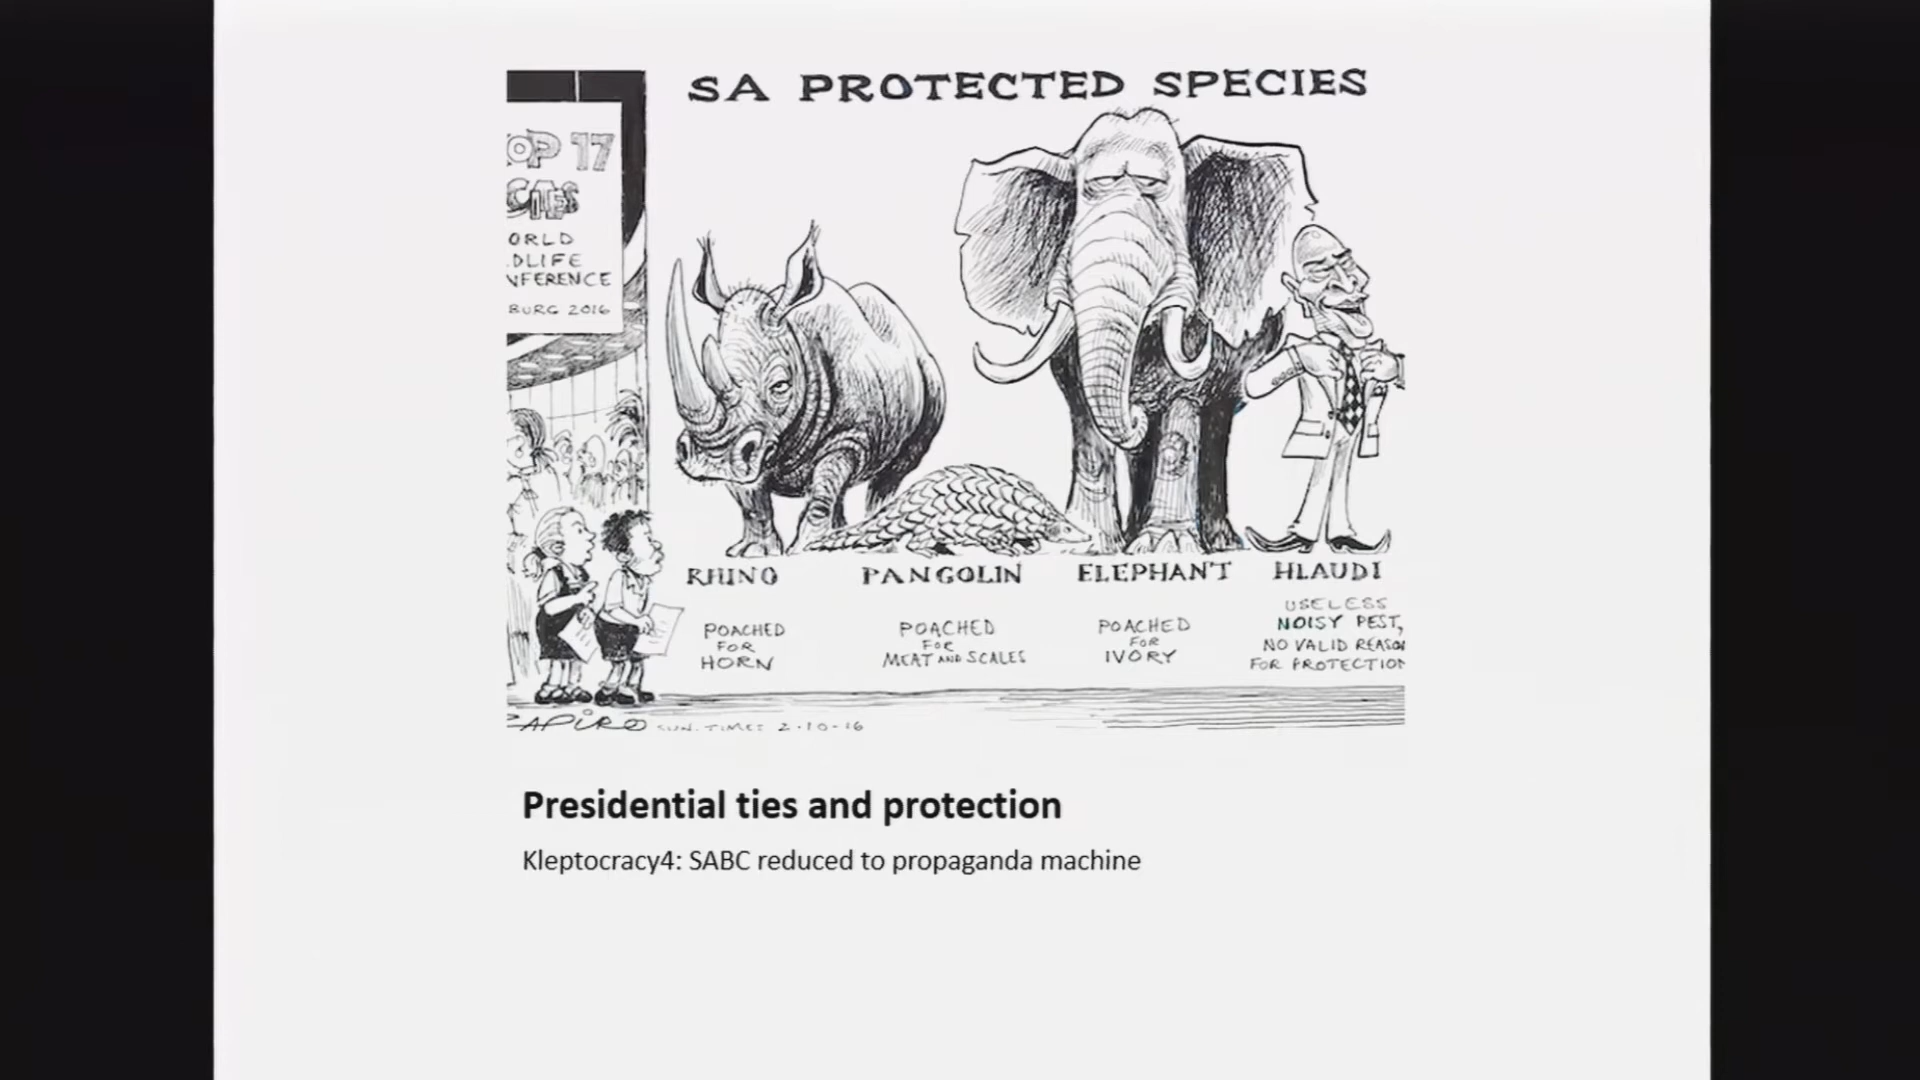 SA PROTECTED SPECIES
OP 17
CITES
ORLD
DLIFE
NFERENCE
BURG 2016
RHINO
POACHED
FOR
HORN
PANGOLIN
POACHED
FOR
MEAT AND SCALES
ELEPHANT
POACHED
FOR
IVORY
HLAUDI
USELESS
NOISY PEST,
NO VALID REASON
FOR PROTECTION
ZAPIRO SUN. TIMES 2-10-16
Presidential ties and protection
Kleptocracy4: SABC reduced to propaganda machine